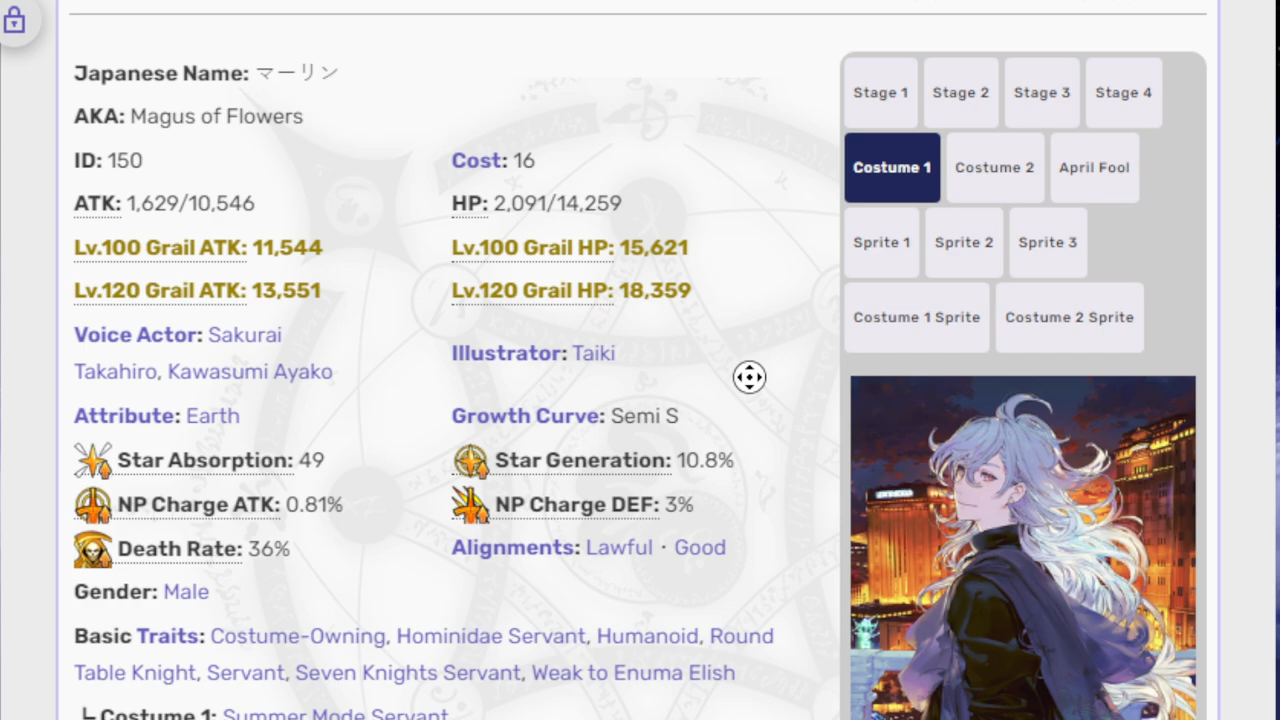 Japanese Name: マーリン
AKA: Magus of Flowers
ID: 150
Cost: 16
ATK: 1,629/10,546
HP: 2,091/14,259
Lv.100 Grail ATK: 11,544
Lv.100 Grail HP: 15,621
Lv.120 Grail ATK: 13,551
Lv.120 Grail HP: 18,359
Voice Actor: Sakurai
Takahiro, Kawasumi Ayako
Illustrator: Taiki
Attribute: Earth
Growth Curve: Semi S
Star Absorption: 49
Star Generation: 10.8%
NP Charge ATK: 0.81%
NP Charge DEF: 3%
Death Rate: 36%
Alignments: Lawful · Good
Gender: Male
Basic Traits: Costume-Owning, Hominidae Servant, Humanoid, Round
Table Knight, Servant, Seven Knights Servant, Weak to Enuma Elish
┗ Costume 1: Summer Mode Servant
Stage 1 Stage 2 Stage 3 Stage 4
Costume 1 Costume 2 April Fool
Sprite 1 Sprite 2 Sprite 3
Costume 1 Sprite Costume 2 Sprite